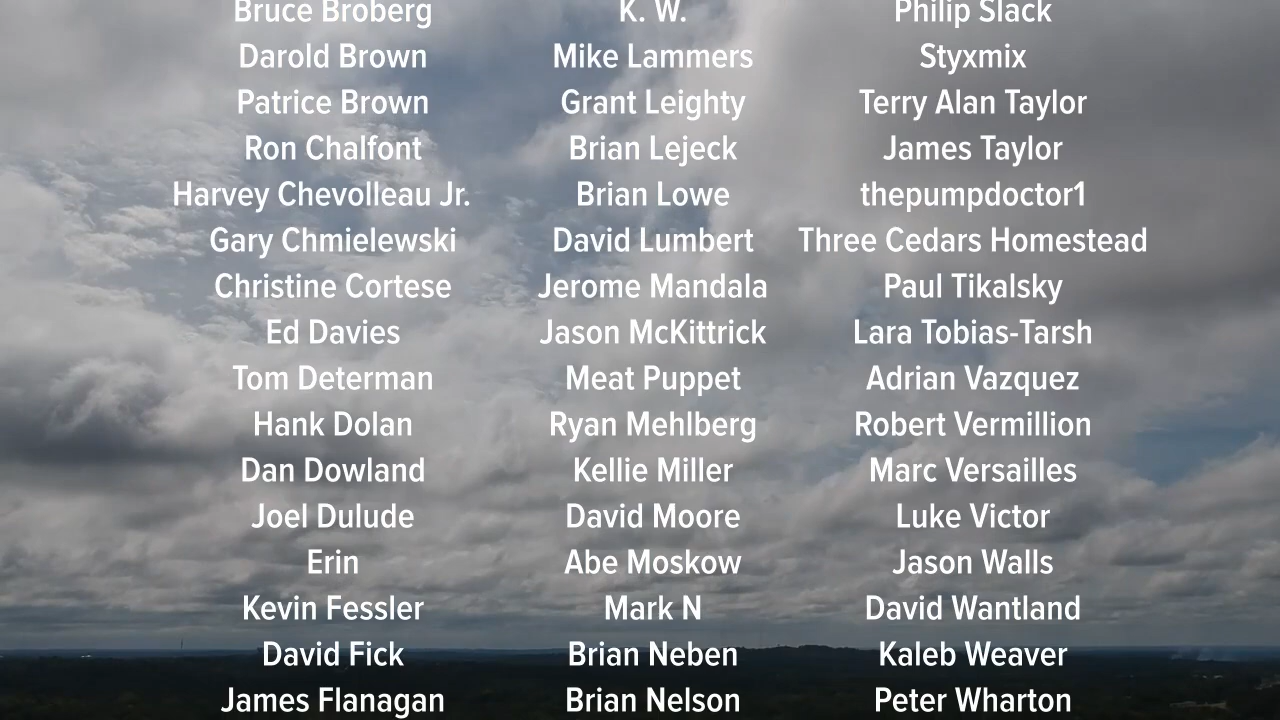 Bruce Broberg
Darold Brown
Patrice Brown
Ron Chalfont
Harvey Chevolleau Jr.
Gary Chmielewski
Christine Cortese
Ed Davies
Tom Determan
Hank Dolan
Dan Dowland
Joel Dulude
Erin
Kevin Fessler
David Fick
James Flanagan
K. W.
Mike Lammers
Grant Leighty
Brian Lejeck
Brian Lowe
David Lumbert
Jerome Mandala
Jason McKittrick
Meat Puppet
Ryan Mehlberg
Kellie Miller
David Moore
Abe Moskow
Mark N
Brian Neben
Brian Nelson
Philip Slack
Styxmix
Terry Alan Taylor
James Taylor
thepumpdoctor1
Three Cedars Homestead
Paul Tikalsky
Lara Tobias-Tarsh
Adrian Vazquez
Robert Vermillion
Marc Versailles
Luke Victor
Jason Walls
David Wantland
Kaleb Weaver
Peter Wharton